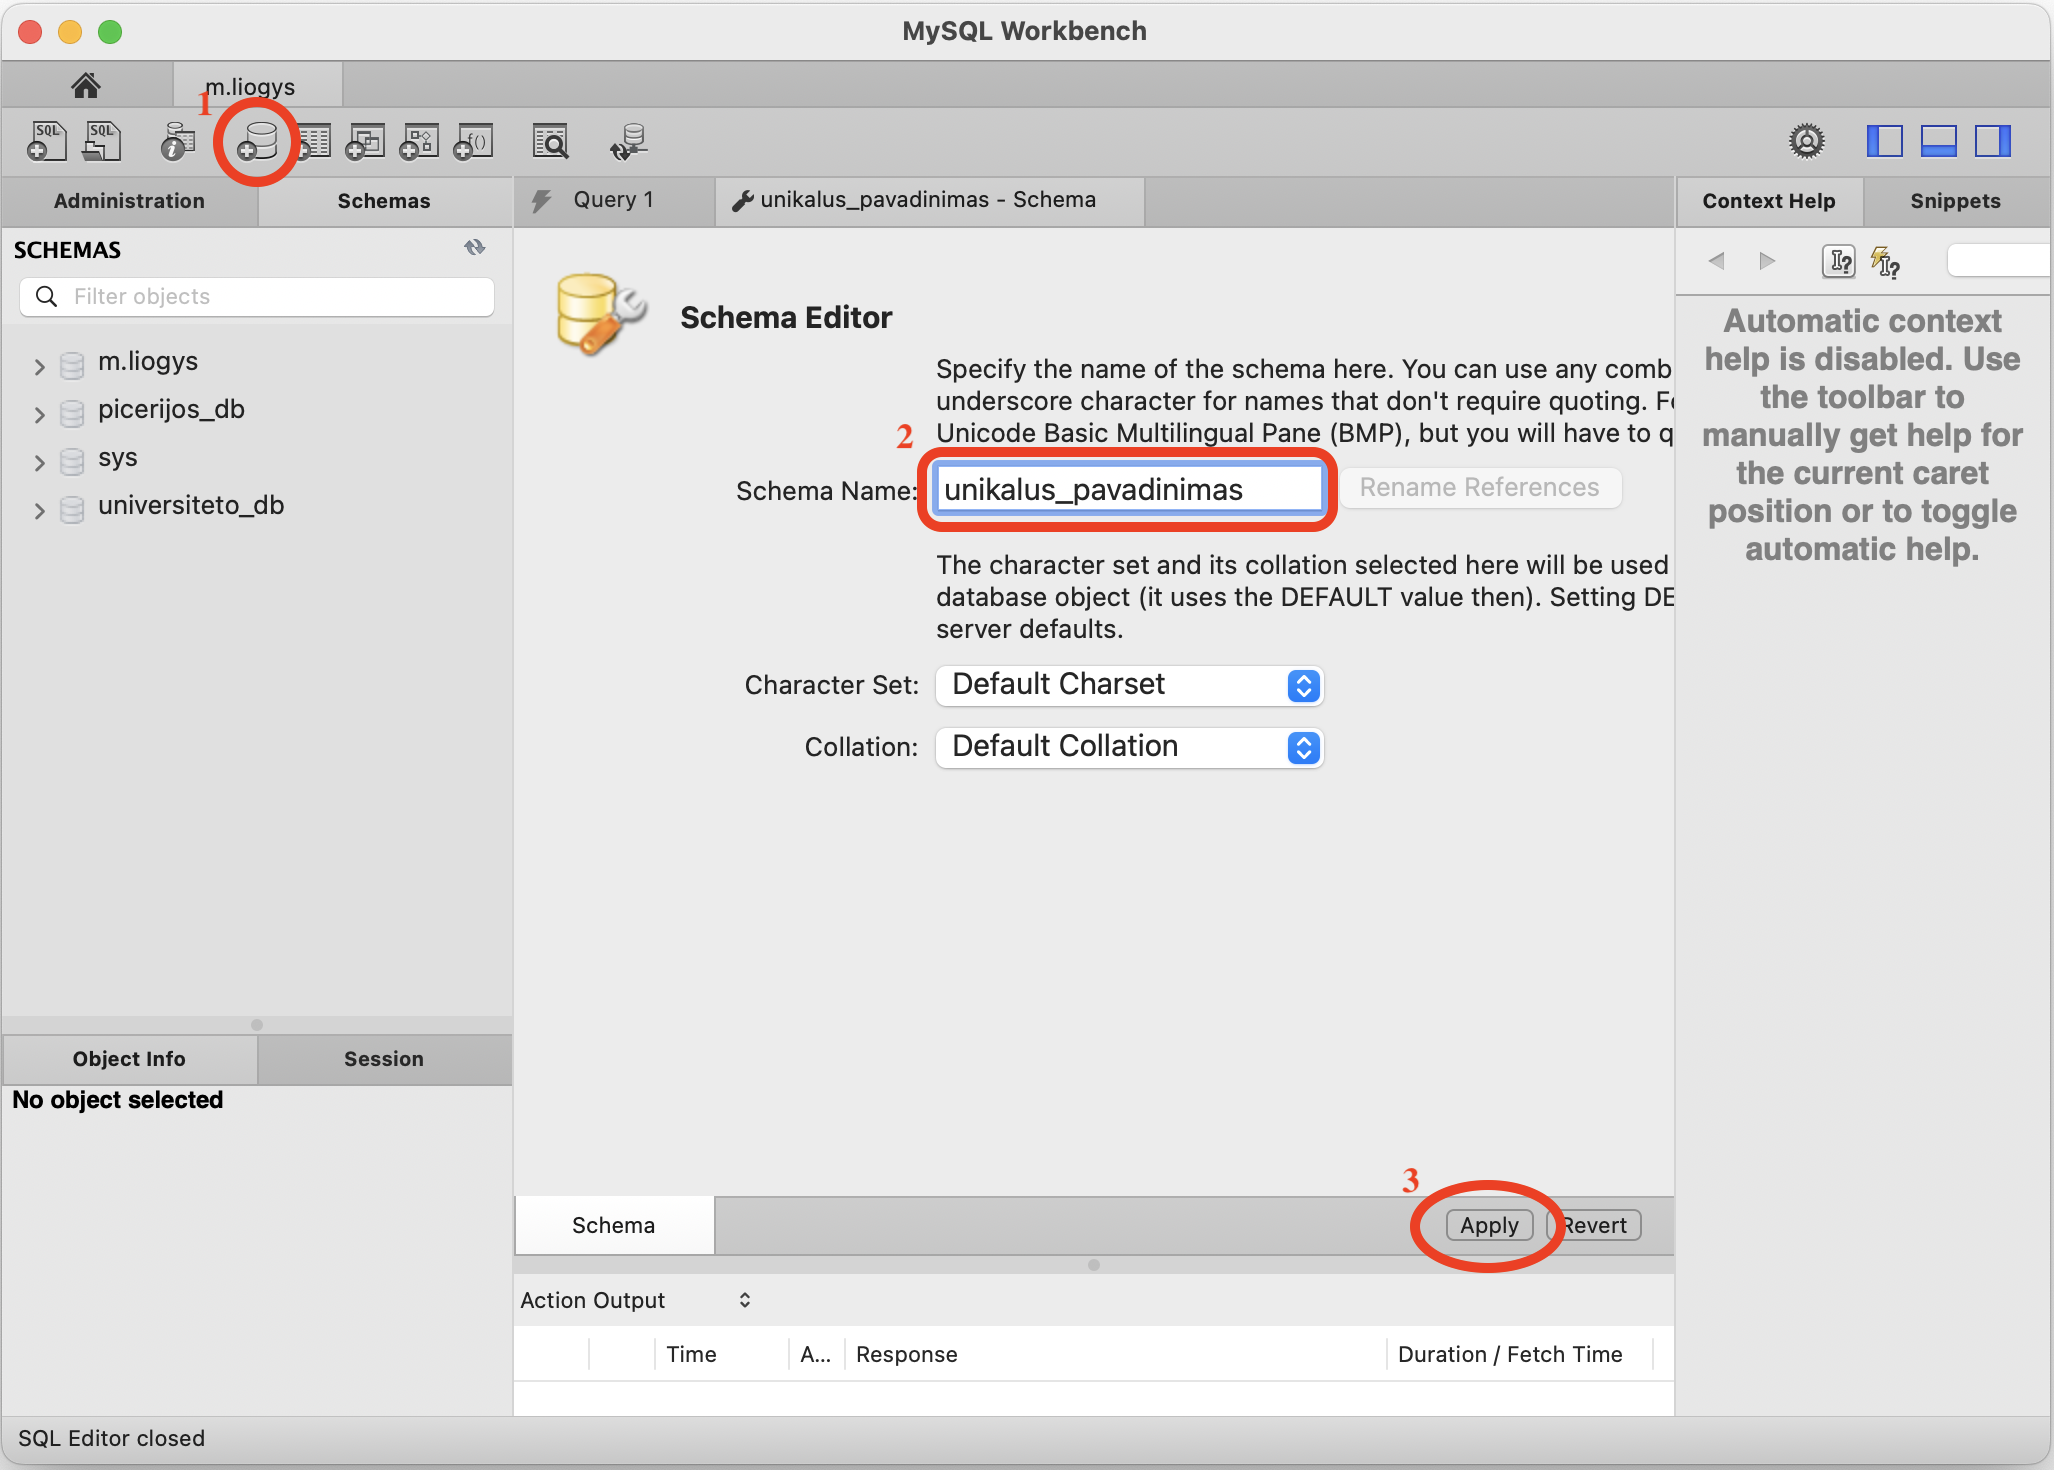 MySQL Workbench
m.liogys
1
SQL
SQL
Administration
Schemas
SCHEMAS
Filter objects
m.liogys
picerijos_db
sys
universiteto_db
Object Info
Session
No object selected
Query 1
unikalus_pavadinimas - Schema
Schema Editor
Specify the name of the schema here. You can use any comb
underscore character for names that don't require quoting. Fo
Unicode Basic Multilingual Pane (BMP), but you will have to q
2
Schema Name:
unikalus_pavadinimas
Rename References
The character set and its collation selected here will be used
database object (it uses the DEFAULT value then). Setting DE
server defaults.
Character Set:
Default Charset
Collation:
Default Collation
3
Schema
Apply
Revert
Action Output
Time
A...
Response
Duration / Fetch Time
Context Help
Snippets
Automatic context
help is disabled. Use
the toolbar to
manually get help for
the current caret
position or to toggle
automatic help.
SQL Editor closed